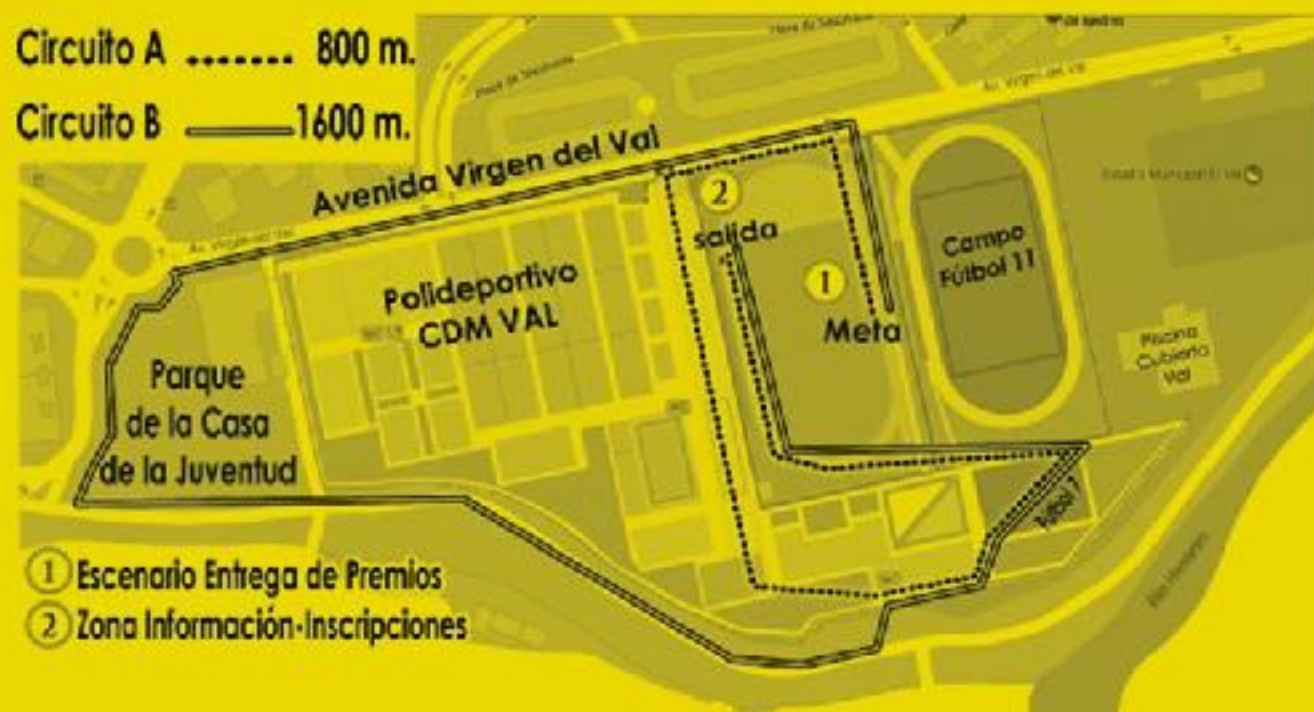 Circuito A ....... 800 m.
Circuito B 1600 m.
Avenida Virgen del Val
Av. Virgen del Val
Av. Virgen del Val
2
salida
1
Meta
Campo
Fútbol 11
Polideportivo
CDM VAL
Piscina
Cubierta
Val
Parque
de la Casa
de la Juventud
Fútbol 7
Río Henares
1 Escenario Entrega de Premios
2 Zona Información-Inscripciones